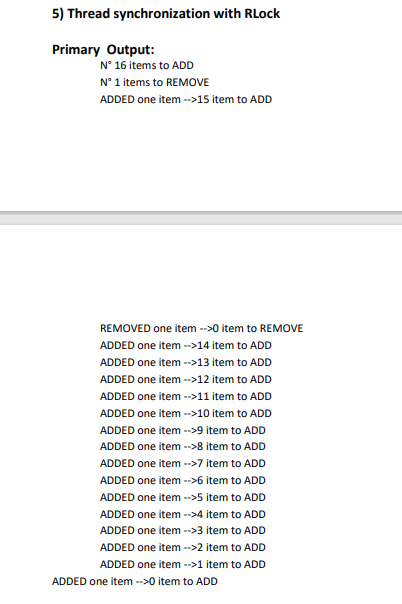 5) Thread synchronization with RLock
Primary Output:
N° 16 items to ADD
N° 1 items to REMOVE
ADDED one item -->15 item to ADD
REMOVED one item -->0 item to REMOVE
ADDED one item -->14 item to ADD
ADDED one item -->13 item to ADD
ADDED one item -->12 item to ADD
ADDED one item -->11 item to ADD
ADDED one item -->10 item to ADD
ADDED one item -->9 item to ADD
ADDED one item -->8 item to ADD
ADDED one item -->7 item to ADD
ADDED one item -->6 item to ADD
ADDED one item -->5 item to ADD
ADDED one item -->4 item to ADD
ADDED one item -->3 item to ADD
ADDED one item -->2 item to ADD
ADDED one item -->1 item to ADD
ADDED one item -->0 item to ADD